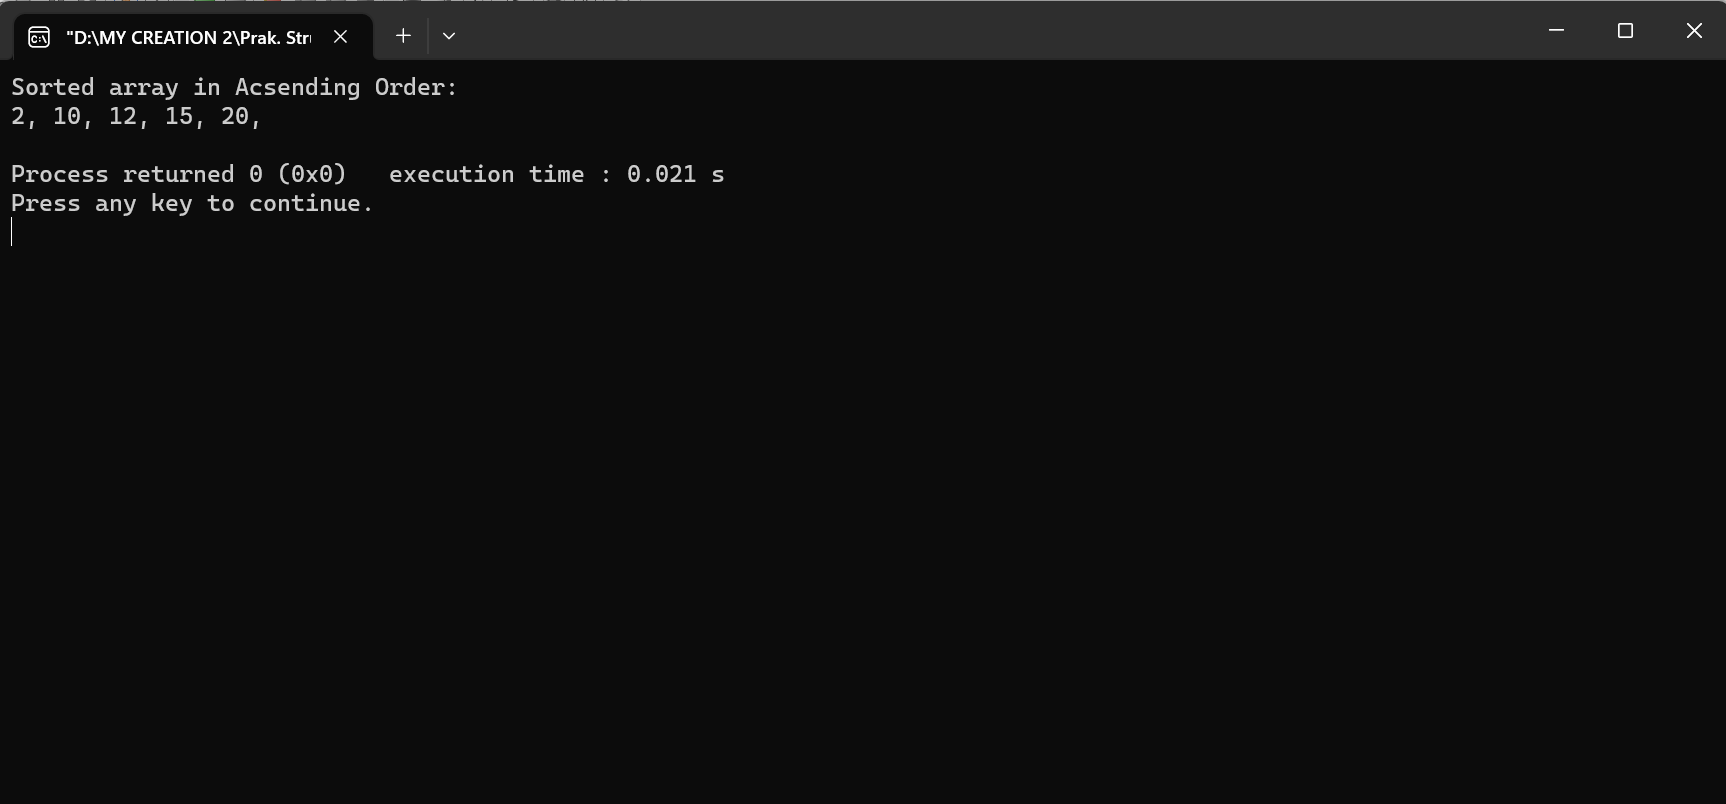 "D:\MY CREATION 2\Prak. Str
Sorted array in Acsending Order:
2, 10, 12, 15, 20,
Process returned 0 (0x0)   execution time : 0.021 s
Press any key to continue.